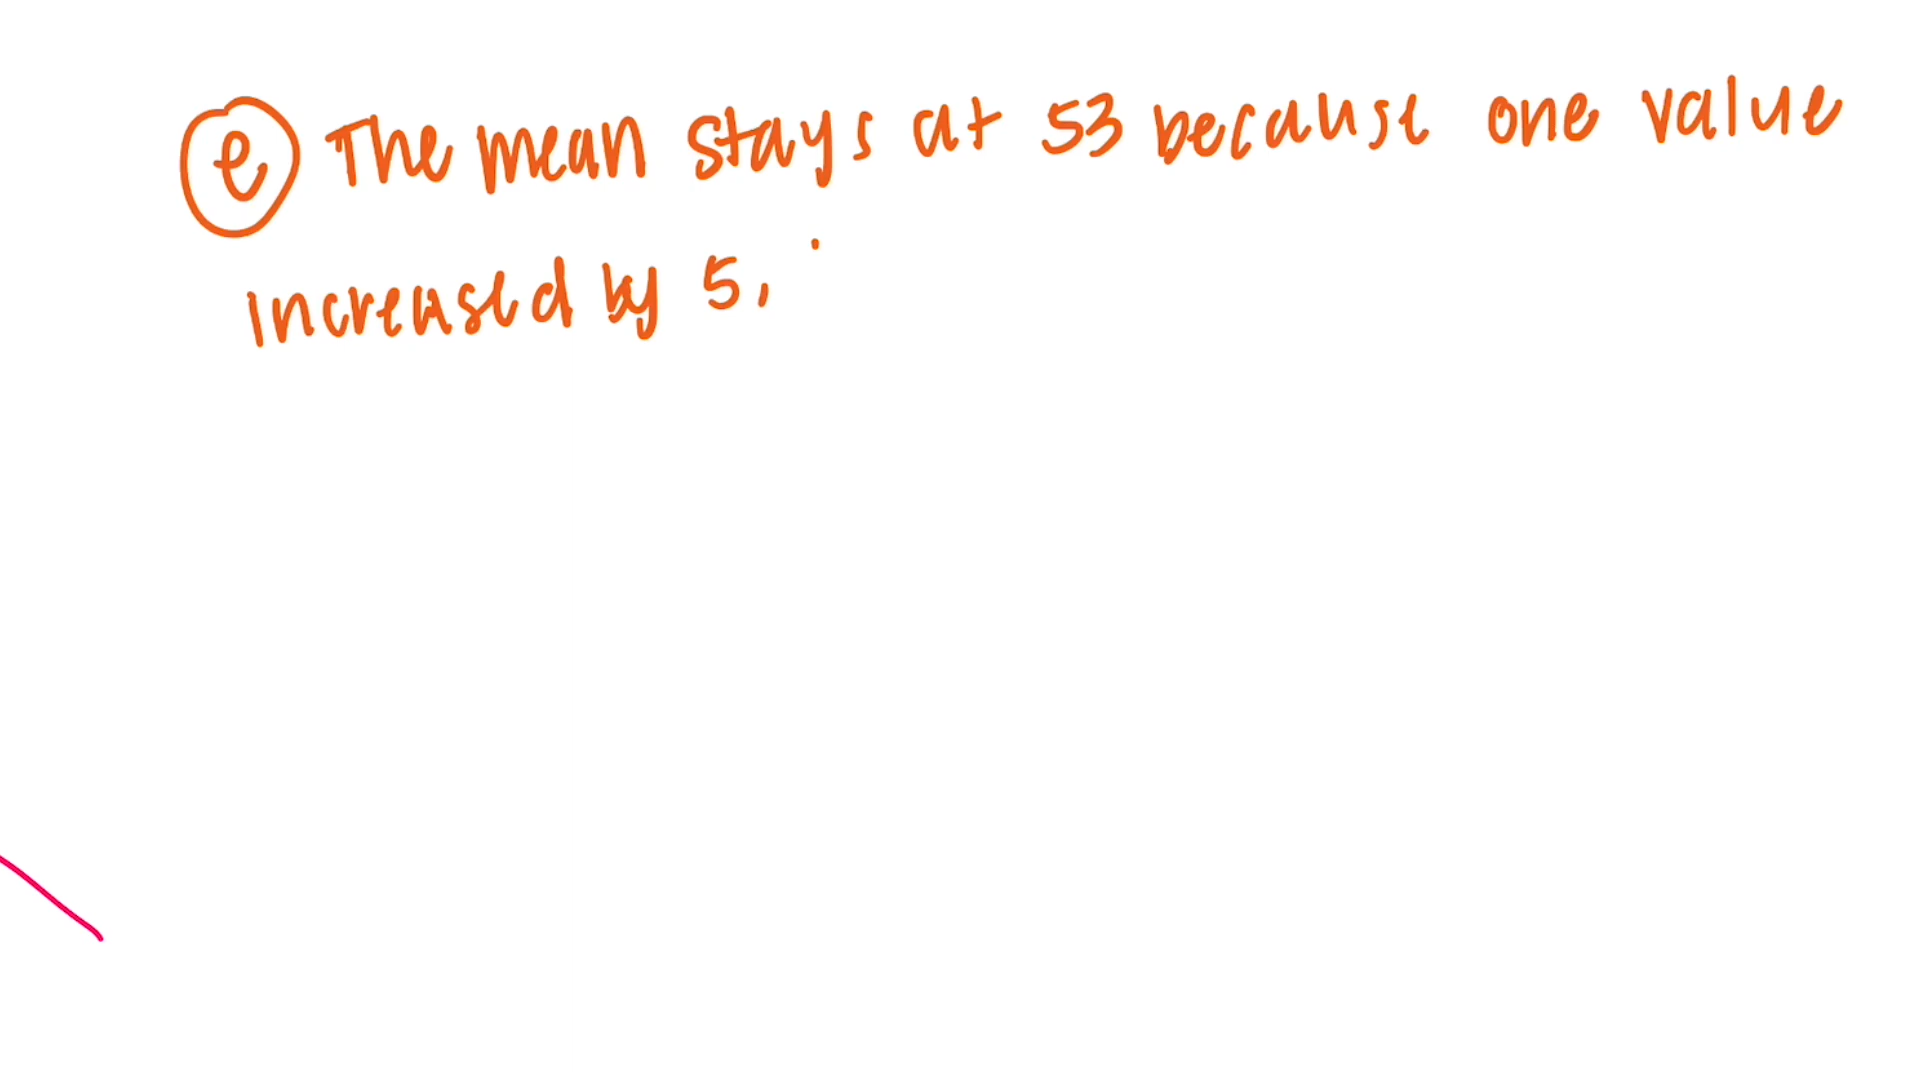 e The mean stays at 53 because one value
increased by 5,